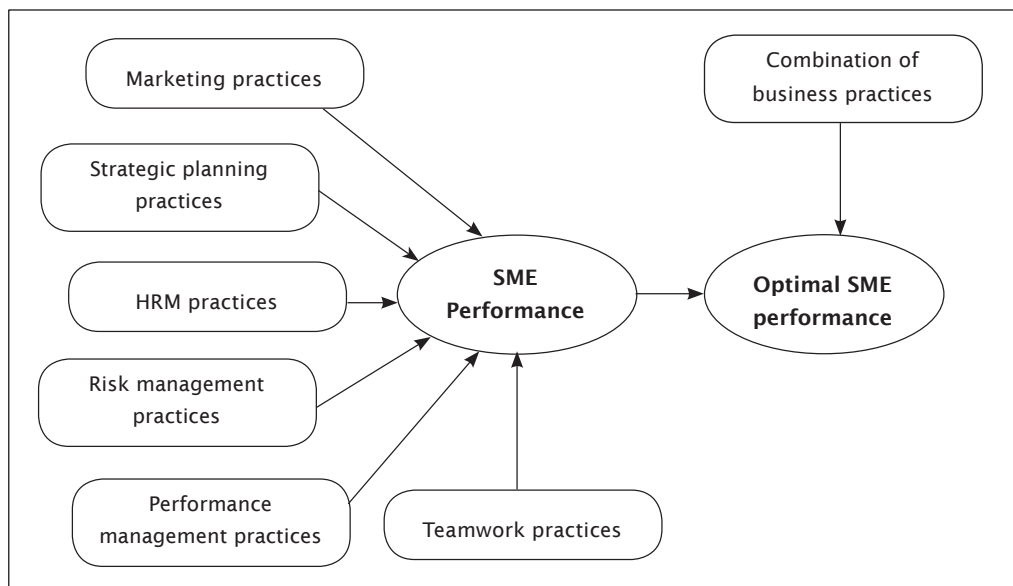 Marketing practices
Strategic planning
practices
HRM practices
Risk management
practices
Performance
management practices
Teamwork practices
SME
Performance
Combination of
business practices
Optimal SME
performance